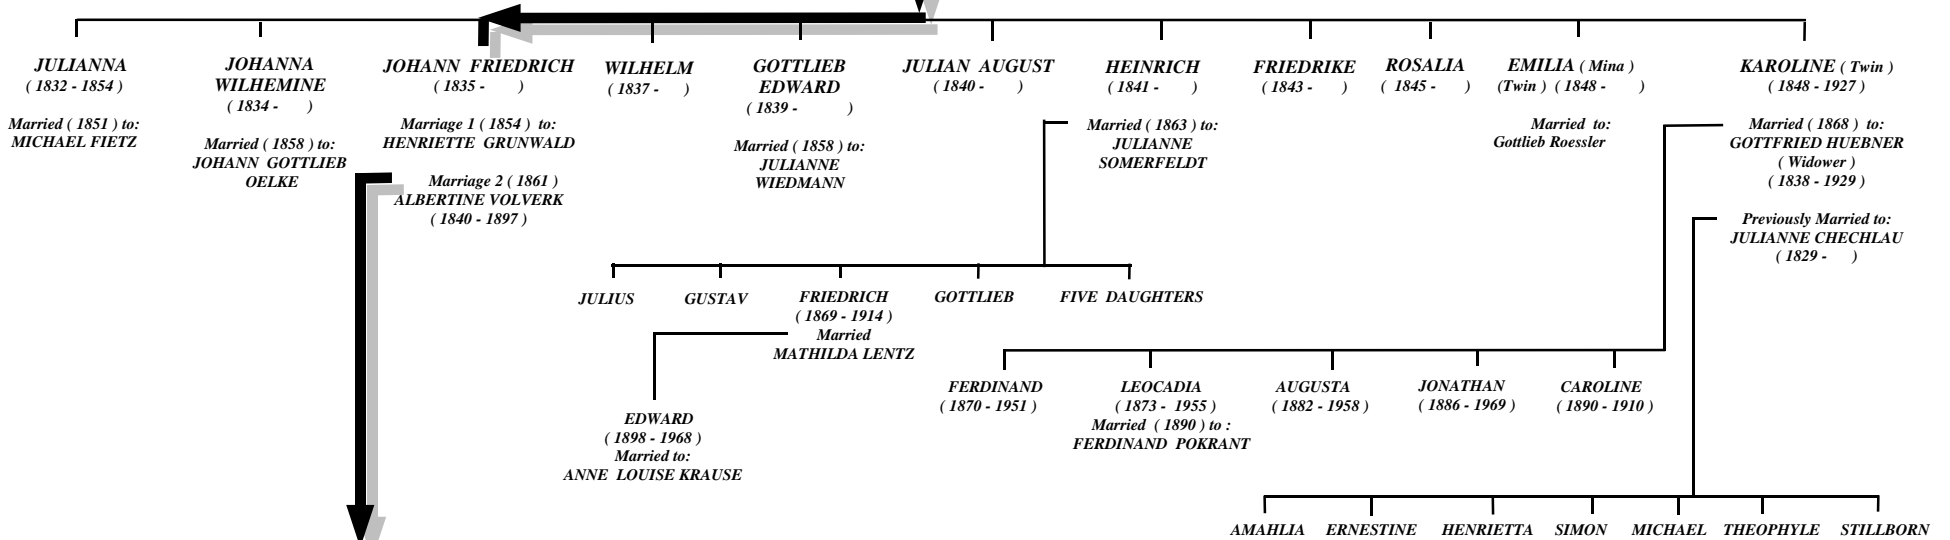 JULIANNA
( 1832 - 1854 )
Married ( 1851 ) to:
MICHAEL FIETZ
JOHANNA
WILHEMINE
( 1834 -      )
Married ( 1858 ) to:
JOHANN GOTTLIEB
OELKE
JOHANN FRIEDRICH
( 1835 -      )
Marriage 1 ( 1854 ) to:
HENRIETTE GRUNWALD
Marriage 2 ( 1861 )
ALBERTINE VOLVERK
( 1840 - 1897 )
WILHELM
( 1837 -      )
GOTTLIEB
EDWARD
( 1839 -      )
Married ( 1858 ) to:
JULIANNE
WIEDMANN
JULIAN AUGUST
( 1840 -      )
HEINRICH
( 1841 -      )
Married ( 1863 ) to:
JULIANNE
SOMERFELDT
FRIEDRIKE
( 1843 -      )
ROSALIA
( 1845 -      )
EMILIA ( Mina )
(Twin ) ( 1848 -      )
Married to:
Gottlieb Roessler
KAROLINE ( Twin )
( 1848 - 1927 )
Married ( 1868 ) to:
GOTTFRIED HUEBNER
( Widower )
( 1838 - 1929 )
Previously Married to:
JULIANNE CHECHLAU
( 1829 -      )
JULIUS
GUSTAV
FRIEDRICH
( 1869 - 1914 )
Married
MATHILDA LENTZ
GOTTLIEB
FIVE DAUGHTERS
EDWARD
( 1898 - 1968 )
Married to:
ANNE LOUISE KRAUSE
FERDINAND
( 1870 - 1951 )
LEOCADIA
( 1873 - 1955 )
Married ( 1890 ) to :
FERDINAND POKRANT
AUGUSTA
( 1882 - 1958 )
JONATHAN
( 1886 - 1969 )
CAROLINE
( 1890 - 1910 )
AMAHLIA
ERNESTINE
HENRIETTA
SIMON
MICHAEL
THEOPHYLE
STILLBORN